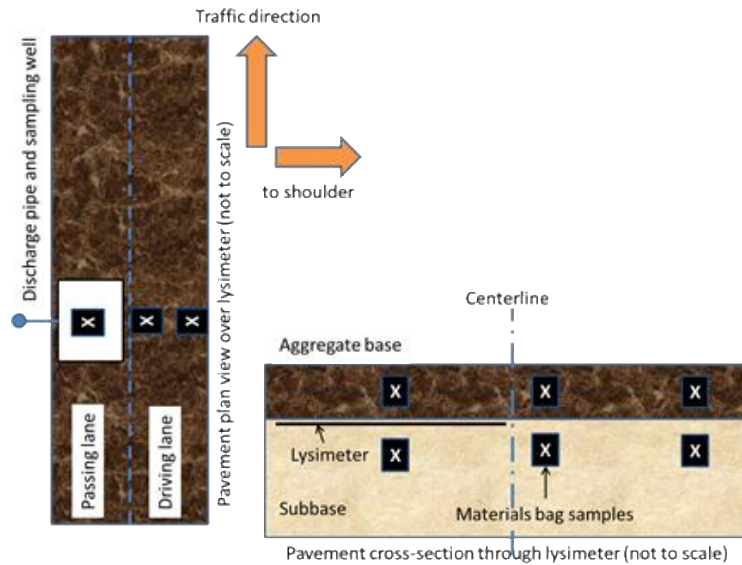 Traffic direction
to shoulder
Discharge pipe and sampling well
Pavement plan view over lysimeter (not to scale)
X
X
X
Passing lane
Driving lane
Centerline
Aggregate base
X
X
X
Lysimeter
X
X
X
Subbase
Materials bag samples
Pavement cross-section through lysimeter (not to scale)